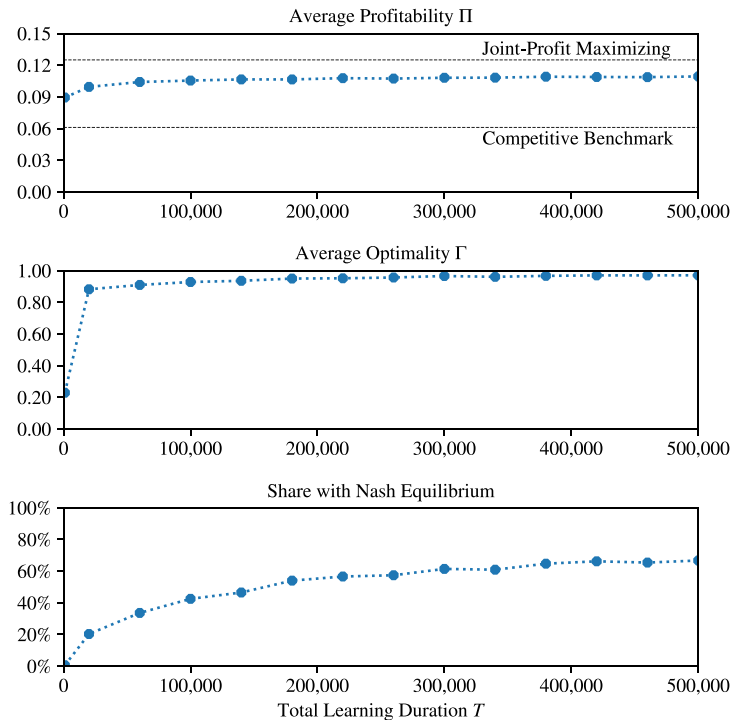 Average Profitability Π
0.15
0.12
0.09
0.06
0.03
0.00
Joint-Profit Maximizing
Competitive Benchmark
0 100,000 200,000 300,000 400,000 500,000
Average Optimality Γ
1.00
0.80
0.60
0.40
0.20
0.00
0 100,000 200,000 300,000 400,000 500,000
Share with Nash Equilibrium
100%
80%
60%
40%
20%
0%
0 100,000 200,000 300,000 400,000 500,000
Total Learning Duration T